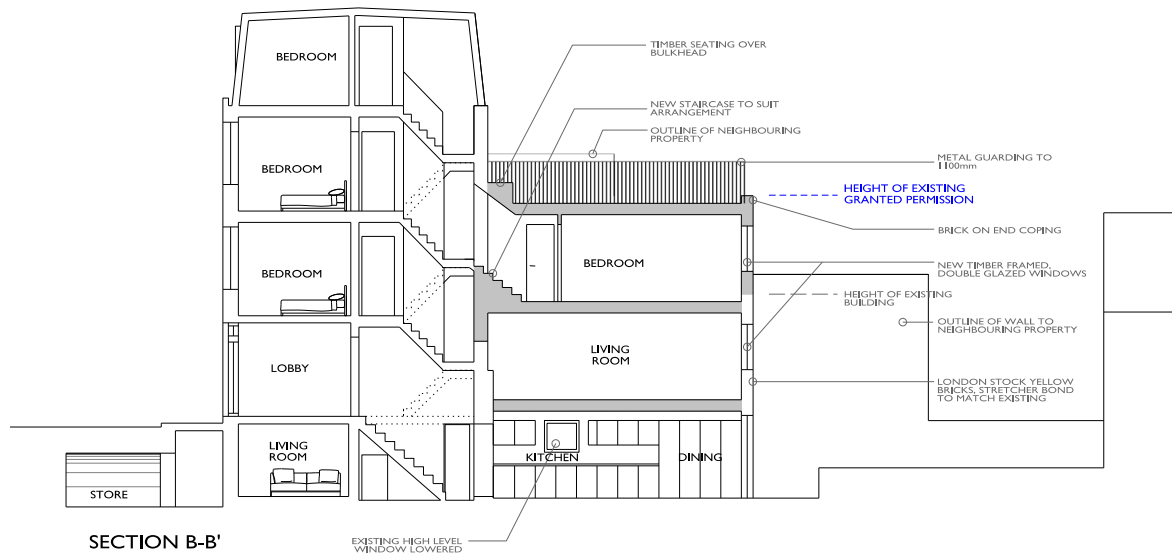 TIMBER SEATING OVER
BULKHEAD
BEDROOM
NEW STAIRCASE TO SUIT
ARRANGEMENT
OUTLINE OF NEIGHBOURING
PROPERTY
METAL GUARDING TO
1100mm
BEDROOM
HEIGHT OF EXISTING
GRANTED PERMISSION
BRICK ON END COPING
BEDROOM
BEDROOM
NEW TIMBER FRAMED,
DOUBLE GLAZED WINDOWS
HEIGHT OF EXISTING
BUILDING
OUTLINE OF WALL TO
NEIGHBOURING PROPERTY
LIVING
ROOM
LOBBY
LONDON STOCK YELLOW
BRICKS, STRETCHER BOND
TO MATCH EXISTING
LIVING
ROOM
KITCHEN
DINING
STORE
SECTION B-B'
EXISTING HIGH LEVEL
WINDOW LOWERED